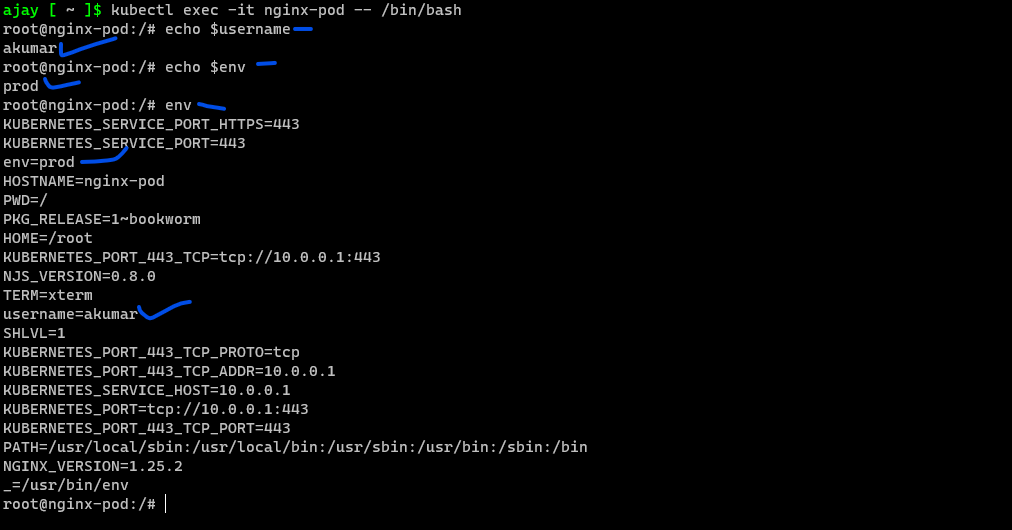 ajay [ ~ ]$ kubectl exec -it nginx-pod -- /bin/bash
root@nginx-pod:/# echo $username
akumar
root@nginx-pod:/# echo $env
prod
root@nginx-pod:/# env
KUBERNETES_SERVICE_PORT_HTTPS=443
KUBERNETES_SERVICE_PORT=443
env=prod
HOSTNAME=nginx-pod
PWD=/
PKG_RELEASE=1~bookworm
HOME=/root
KUBERNETES_PORT_443_TCP=tcp://10.0.0.1:443
NJS_VERSION=0.8.0
TERM=xterm
username=akumar
SHLVL=1
KUBERNETES_PORT_443_TCP_PROTO=tcp
KUBERNETES_PORT_443_TCP_ADDR=10.0.0.1
KUBERNETES_SERVICE_HOST=10.0.0.1
KUBERNETES_PORT=tcp://10.0.0.1:443
KUBERNETES_PORT_443_TCP_PORT=443
PATH=/usr/local/sbin:/usr/local/bin:/usr/sbin:/usr/bin:/sbin:/bin
NGINX_VERSION=1.25.2
_=/usr/bin/env
root@nginx-pod:/#